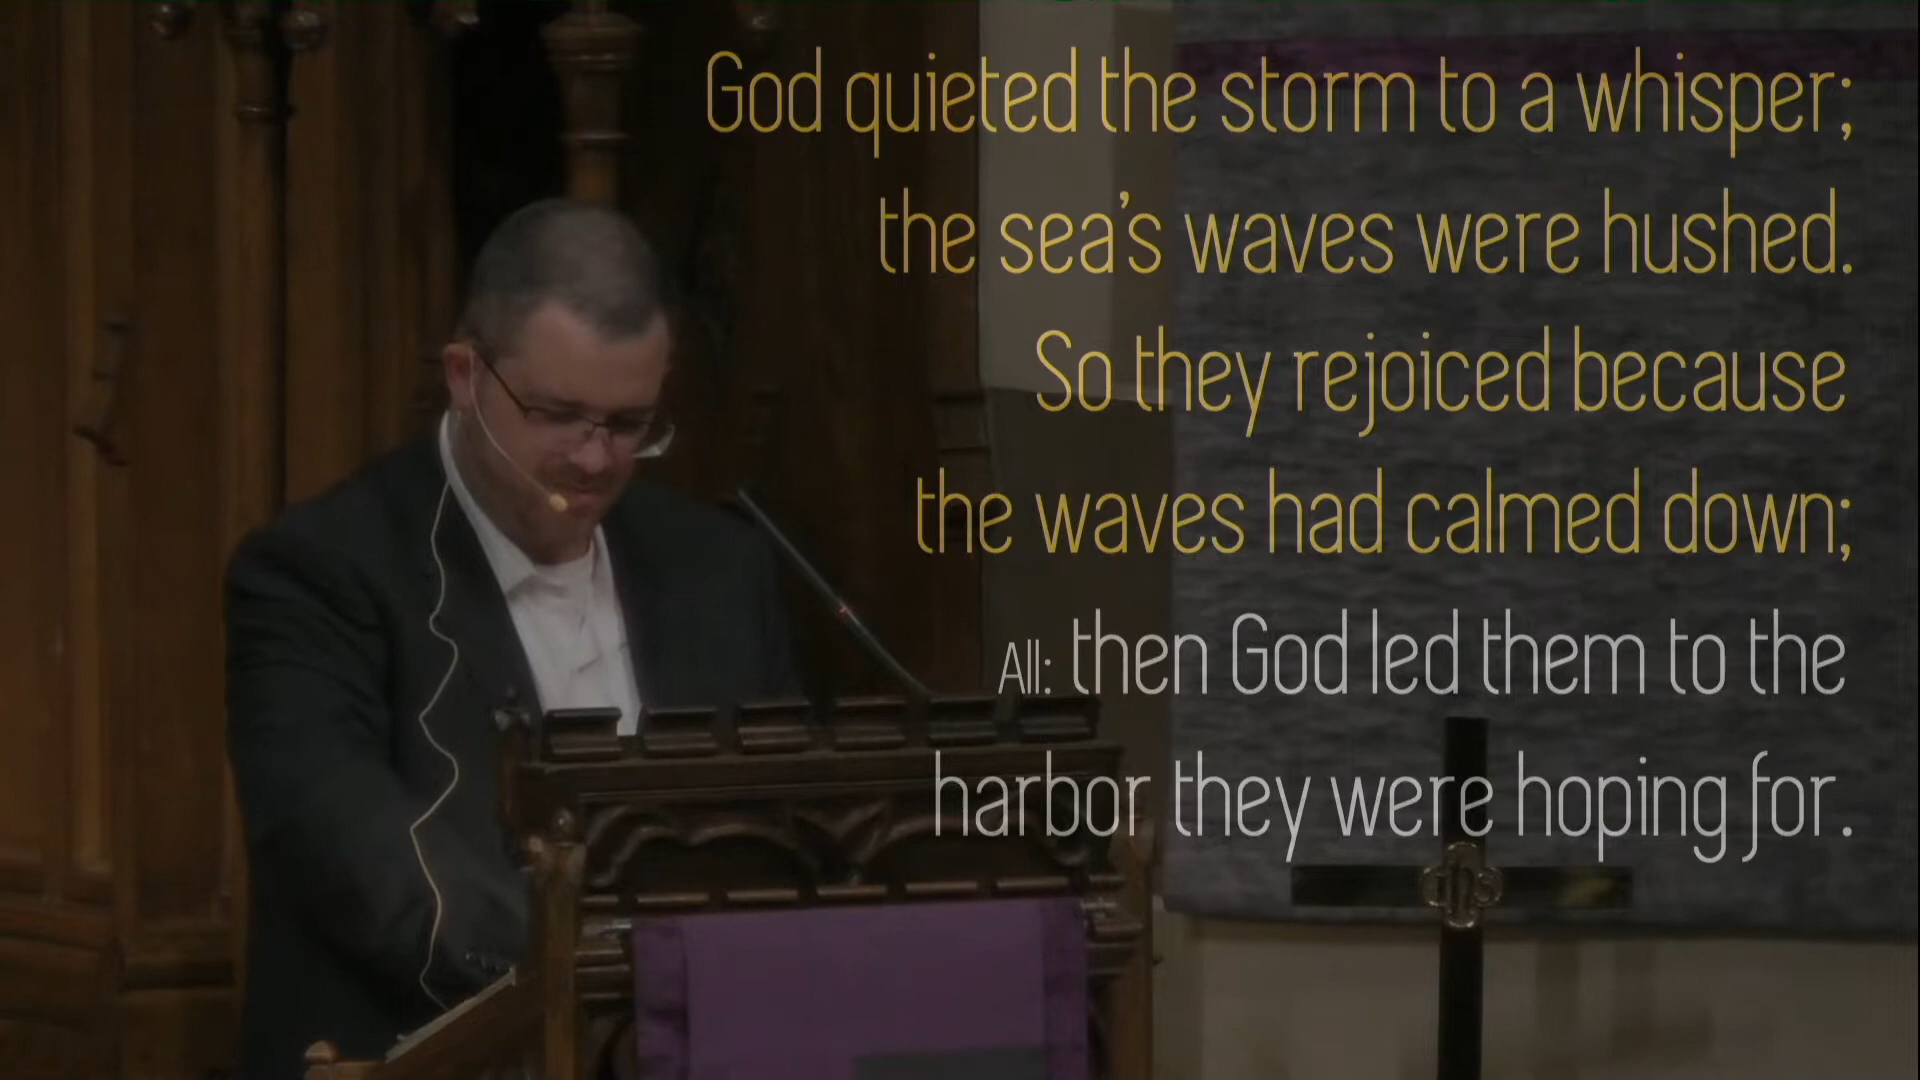 God quieted the storm to a whisper;
the sea's waves were hushed.
So they rejoiced because
the waves had calmed down;
All: then God led them to the
harbor they were hoping for.
IHS